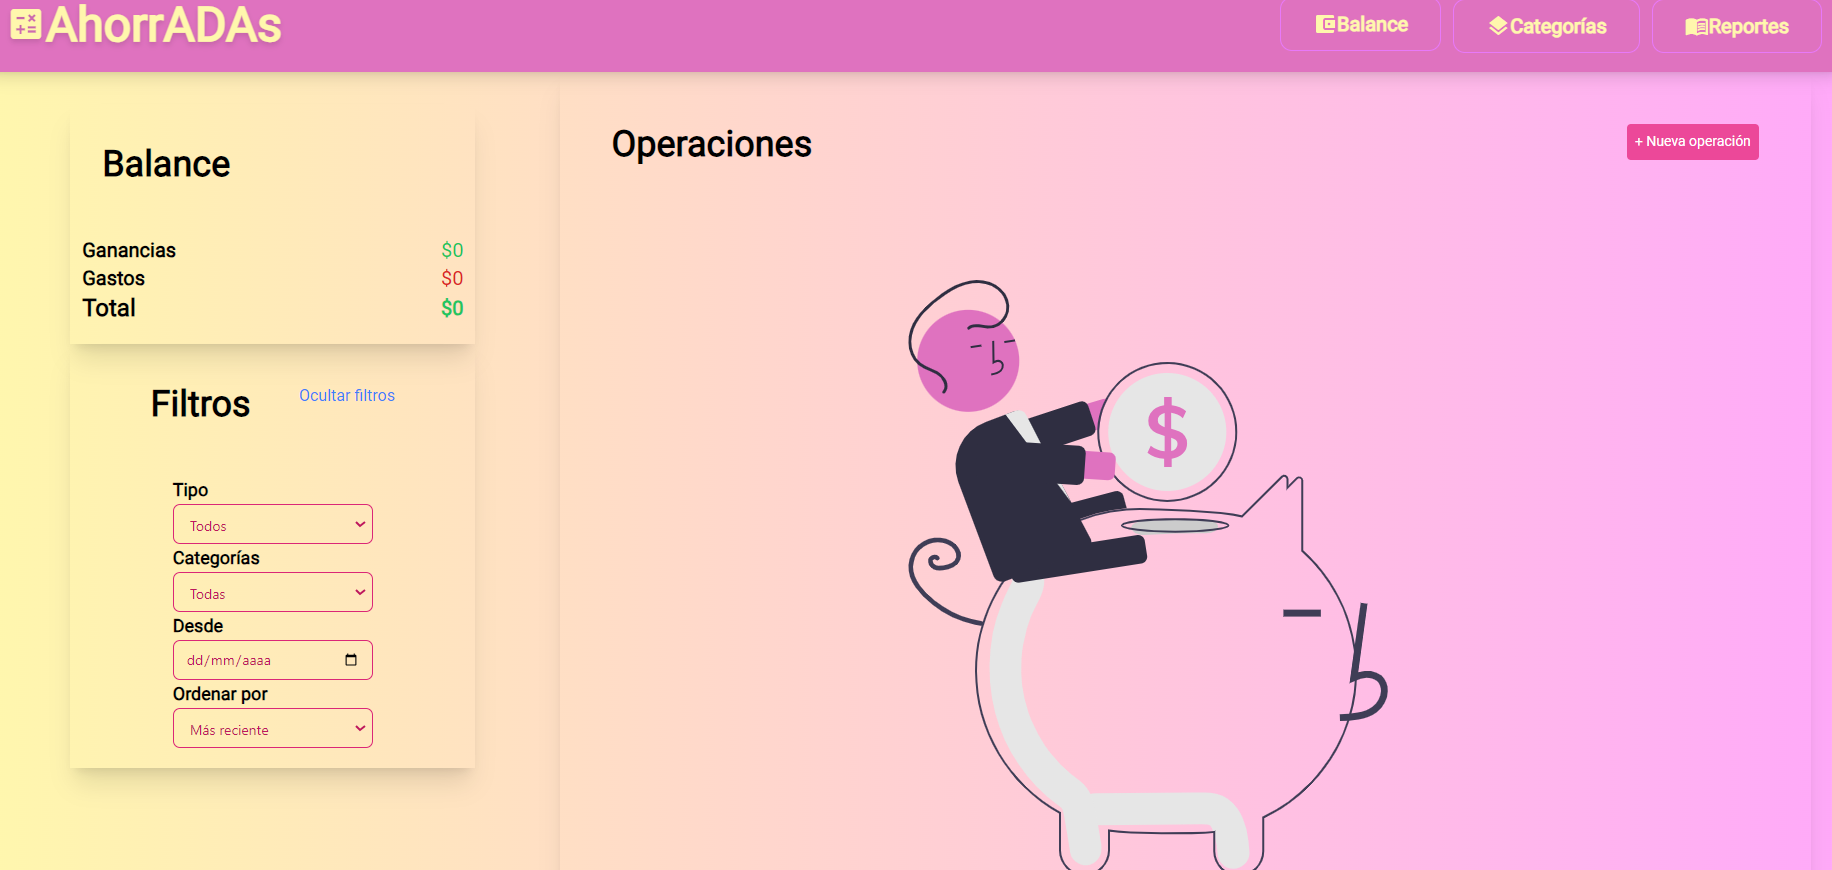 AhorrADAs
Balance
Categorías
Reportes
Balance
Ganancias $0
Gastos $0
Total $0
Filtros
Ocultar filtros
Tipo
Todos
Categorías
Todas
Desde
dd/mm/aaaa
Ordenar por
Más reciente
Operaciones
+ Nueva operación
$